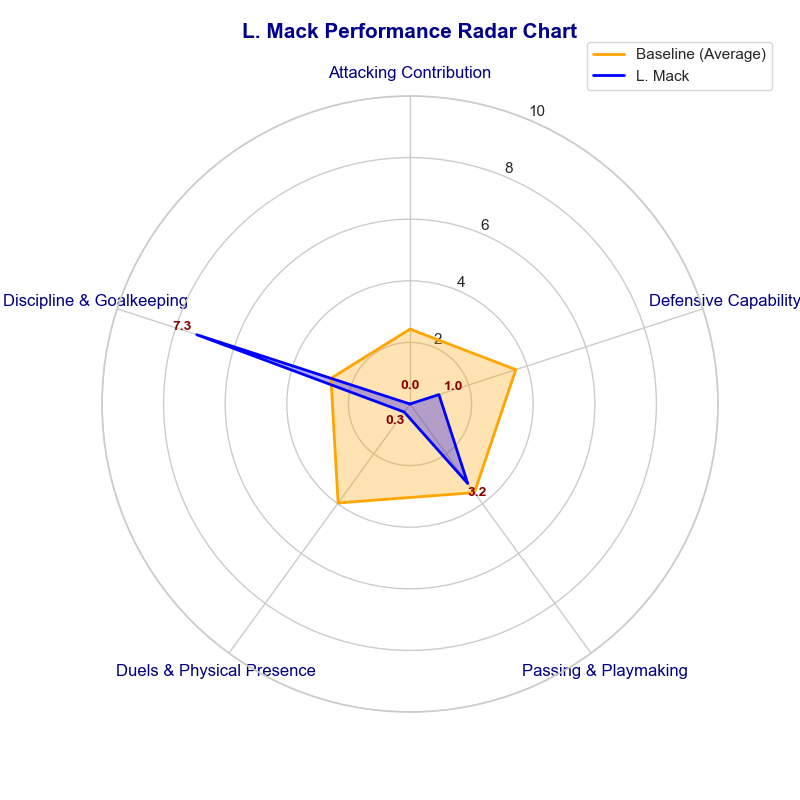 L. Mack Performance Radar Chart
Baseline (Average)
L. Mack
Attacking Contribution
10
8
6
4
2
Discipline & Goalkeeping
Defensive Capability
7.3
0.0
1.0
0.3
3.2
Duels & Physical Presence
Passing & Playmaking